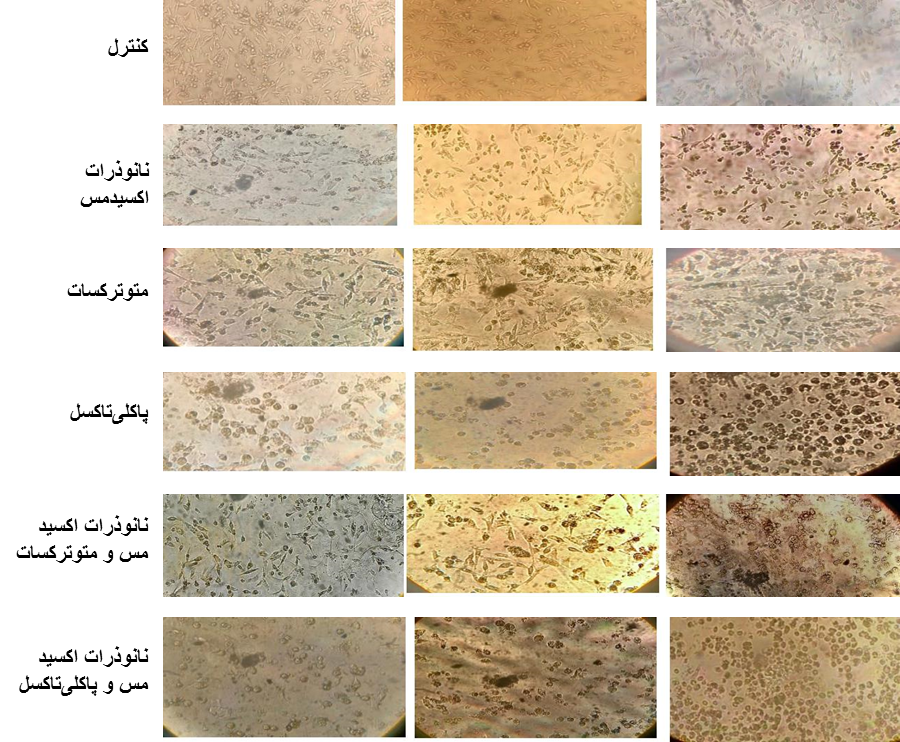 کنترل
نانوذرات
اکسیدمس
متوترکسات
پاکلی‌تاکسل
نانوذرات اکسید
مس و متوترکسات
نانوذرات اکسید
مس و پاکلی‌تاکسل